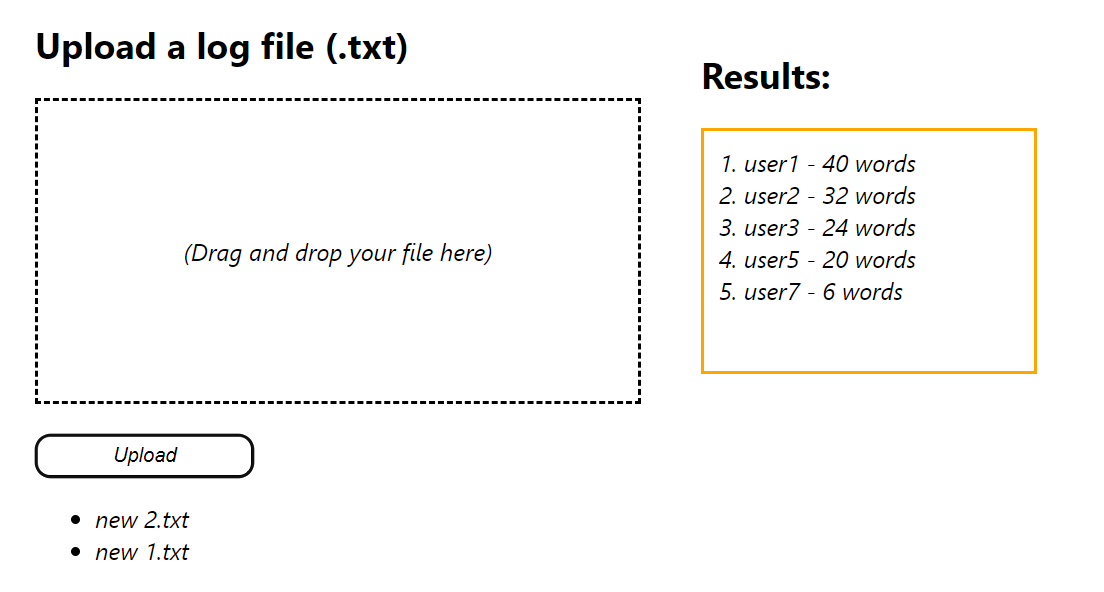 Upload a log file (.txt)
(Drag and drop your file here)
Upload
new 2.txt
new 1.txt
Results:
1. user1 - 40 words
2. user2 - 32 words
3. user3 - 24 words
4. user5 - 20 words
5. user7 - 6 words